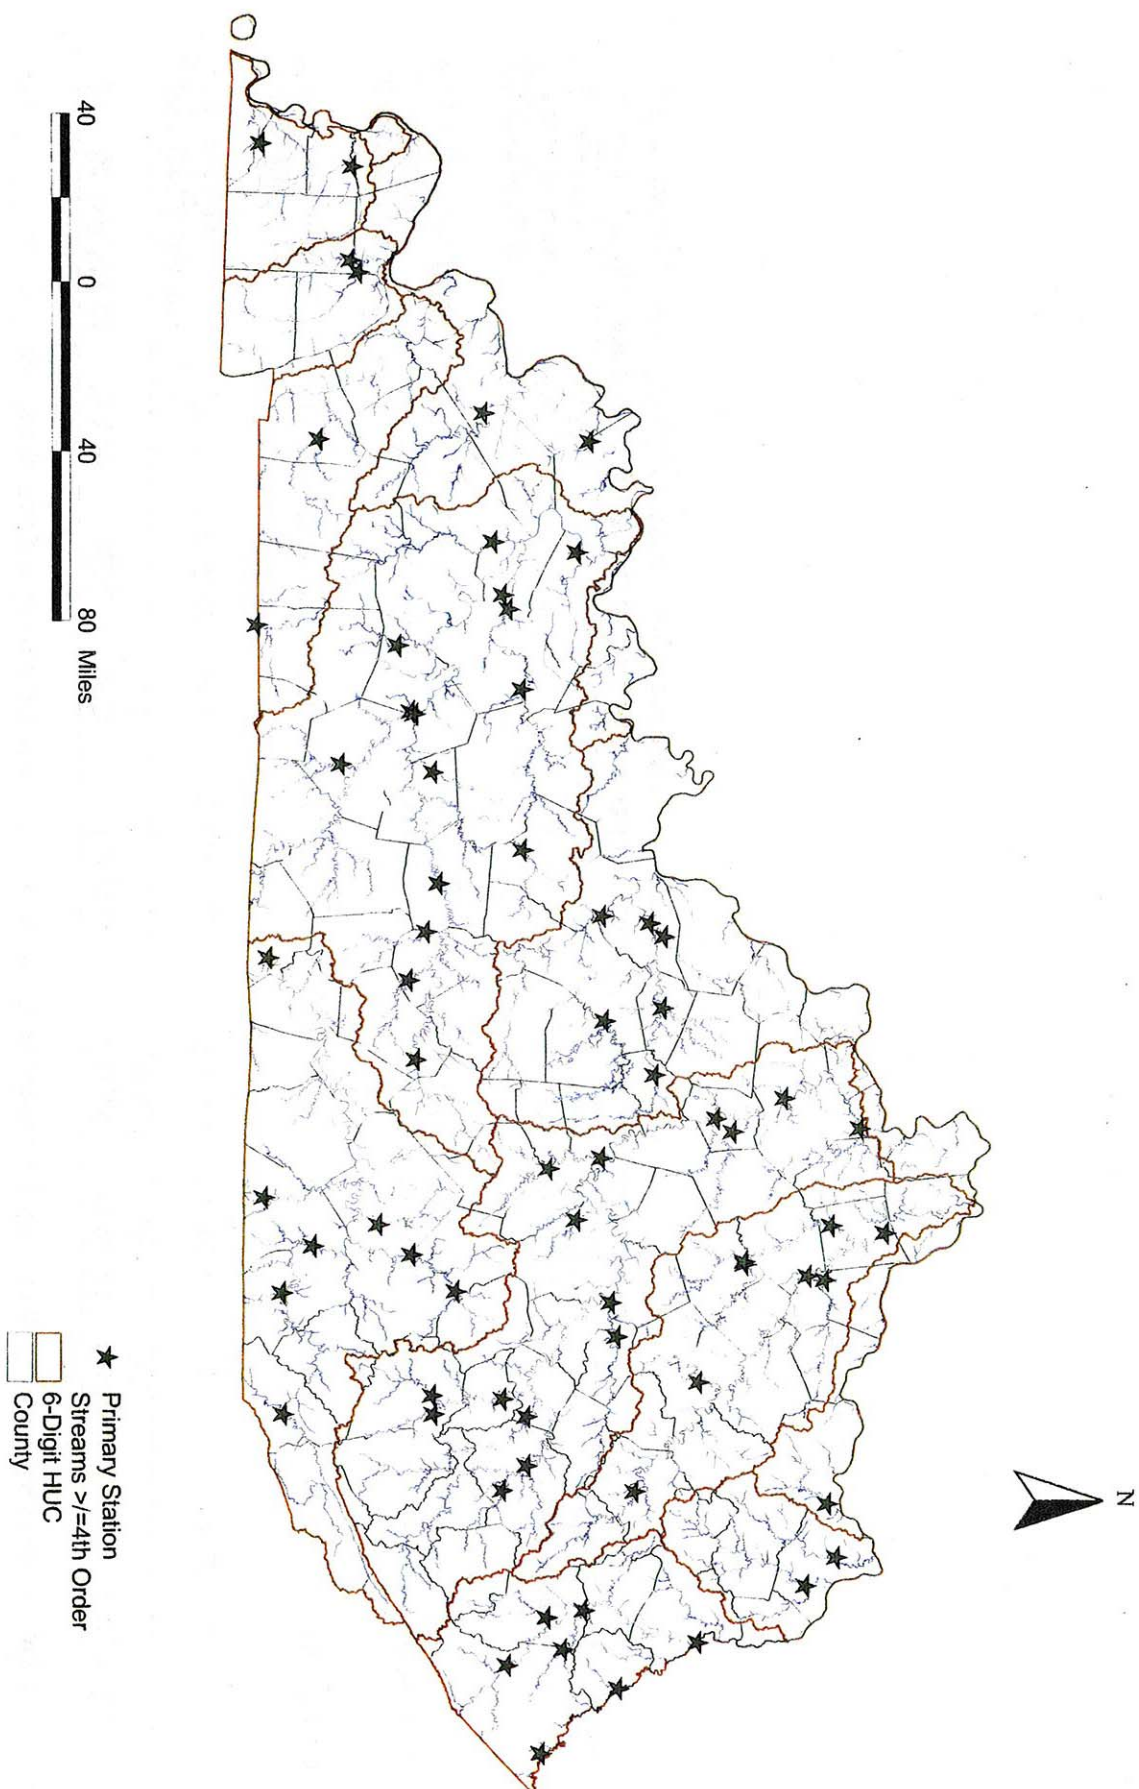 N
40 0 40 80 Miles
Primary Station
Streams >/=4th Order
6-Digit HUC
County